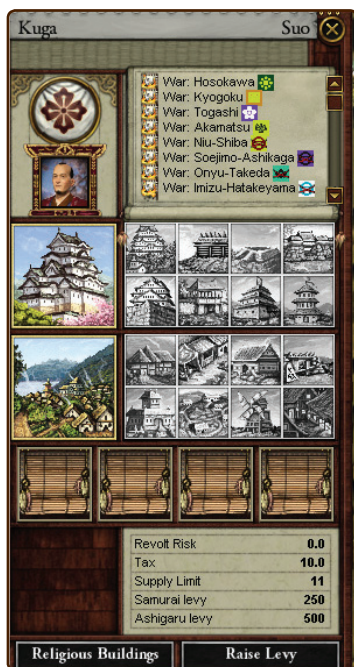 Kuga Suo
War: Hosokawa
War: Kyogoku
War: Togashi
War: Akamatsu
War: Niu-Shiba
War: Soejimo-Ashikaga
War: Onyu-Takeda
War: Imizu-Hatakeyama
Revolt Risk 0.0
Tax 10.0
Supply Limit 11
Samurai levy 250
Ashigaru levy 500
Religious Buildings Raise Levy